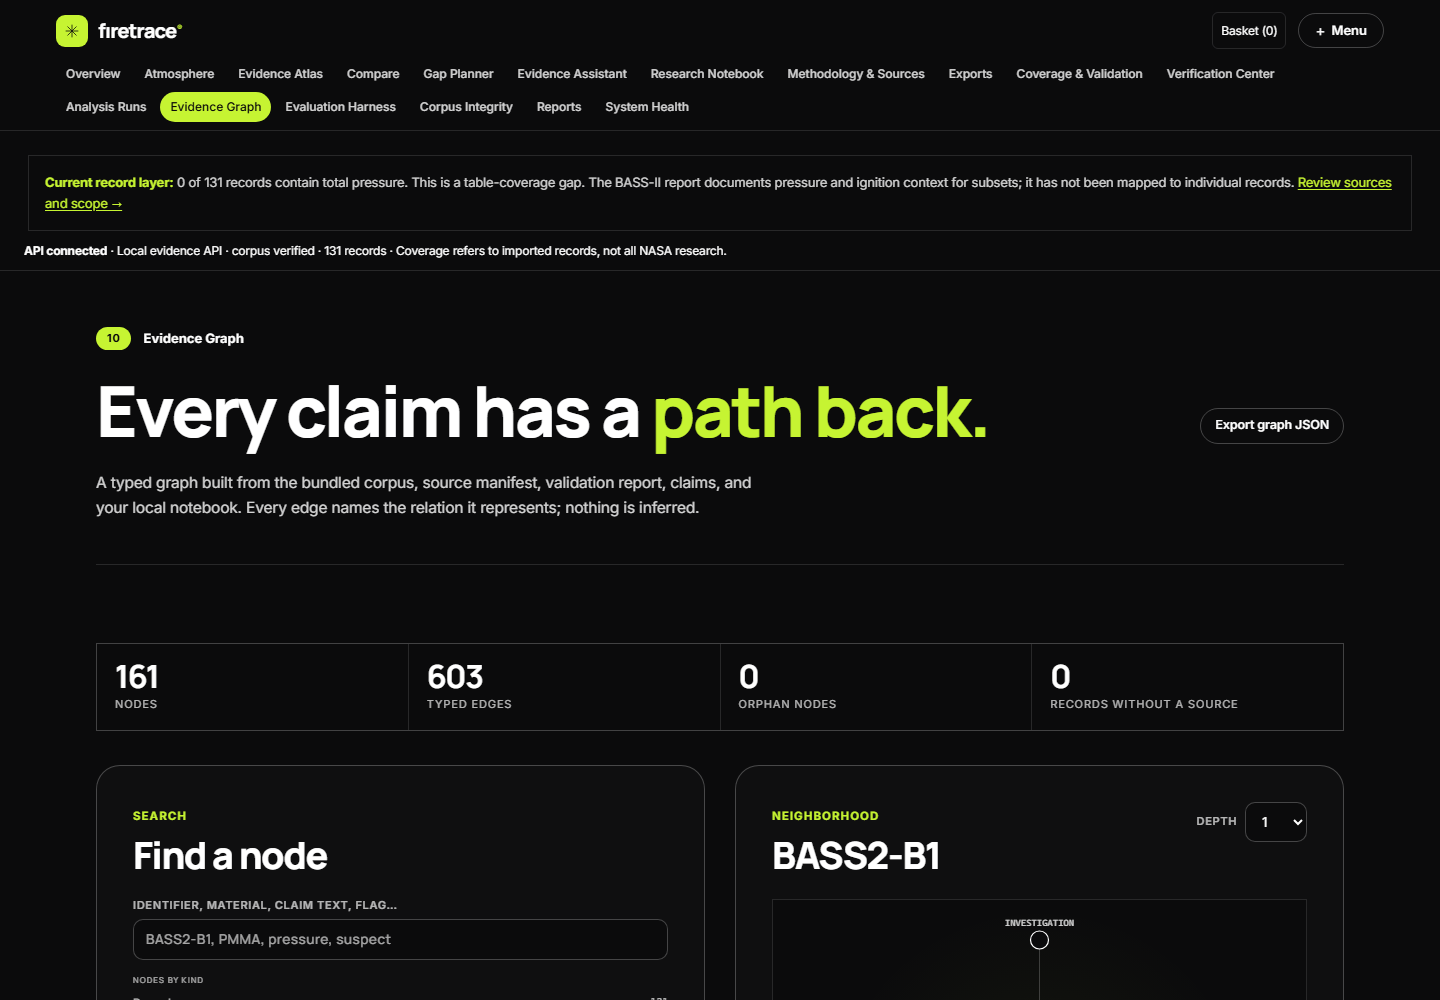 firetrace
Basket (0)
+ Menu
Overview Atmosphere Evidence Atlas Compare Gap Planner Evidence Assistant Research Notebook Methodology & Sources Exports Coverage & Validation Verification Center
Analysis Runs Evidence Graph Evaluation Harness Corpus Integrity Reports System Health
Current record layer: 0 of 131 records contain total pressure. This is a table-coverage gap. The BASS-II report documents pressure and ignition context for subsets; it has not been mapped to individual records. Review sources
and scope →
API connected · Local evidence API · corpus verified · 131 records · Coverage refers to imported records, not all NASA research.
10 Evidence Graph
Every claim has a path back.
Export graph JSON
A typed graph built from the bundled corpus, source manifest, validation report, claims, and
your local notebook. Every edge names the relation it represents; nothing is inferred.
161
NODES
603
TYPED EDGES
0
ORPHAN NODES
0
RECORDS WITHOUT A SOURCE
SEARCH
Find a node
IDENTIFIER, MATERIAL, CLAIM TEXT, FLAG…
BASS2-B1, PMMA, pressure, suspect
NODES BY KIND
NEIGHBORHOOD
BASS2-B1
DEPTH 1
INVESTIGATION